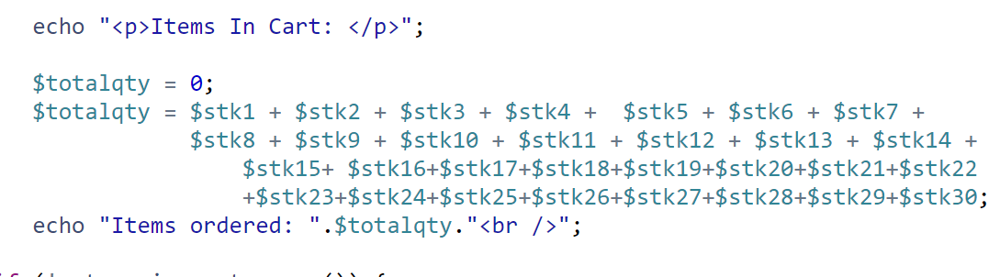 echo "<p>Items In Cart: </p>";
$totalqty = 0;
$totalqty = $stk1 + $stk2 + $stk3 + $stk4 +  $stk5 + $stk6 + $stk7 +
$stk8 + $stk9 + $stk10 + $stk11 + $stk12 + $stk13 + $stk14 +
$stk15+ $stk16+$stk17+$stk18+$stk19+$stk20+$stk21+$stk22
+$stk23+$stk24+$stk25+$stk26+$stk27+$stk28+$stk29+$stk30;
echo "Items ordered: ".$totalqty."<br />";